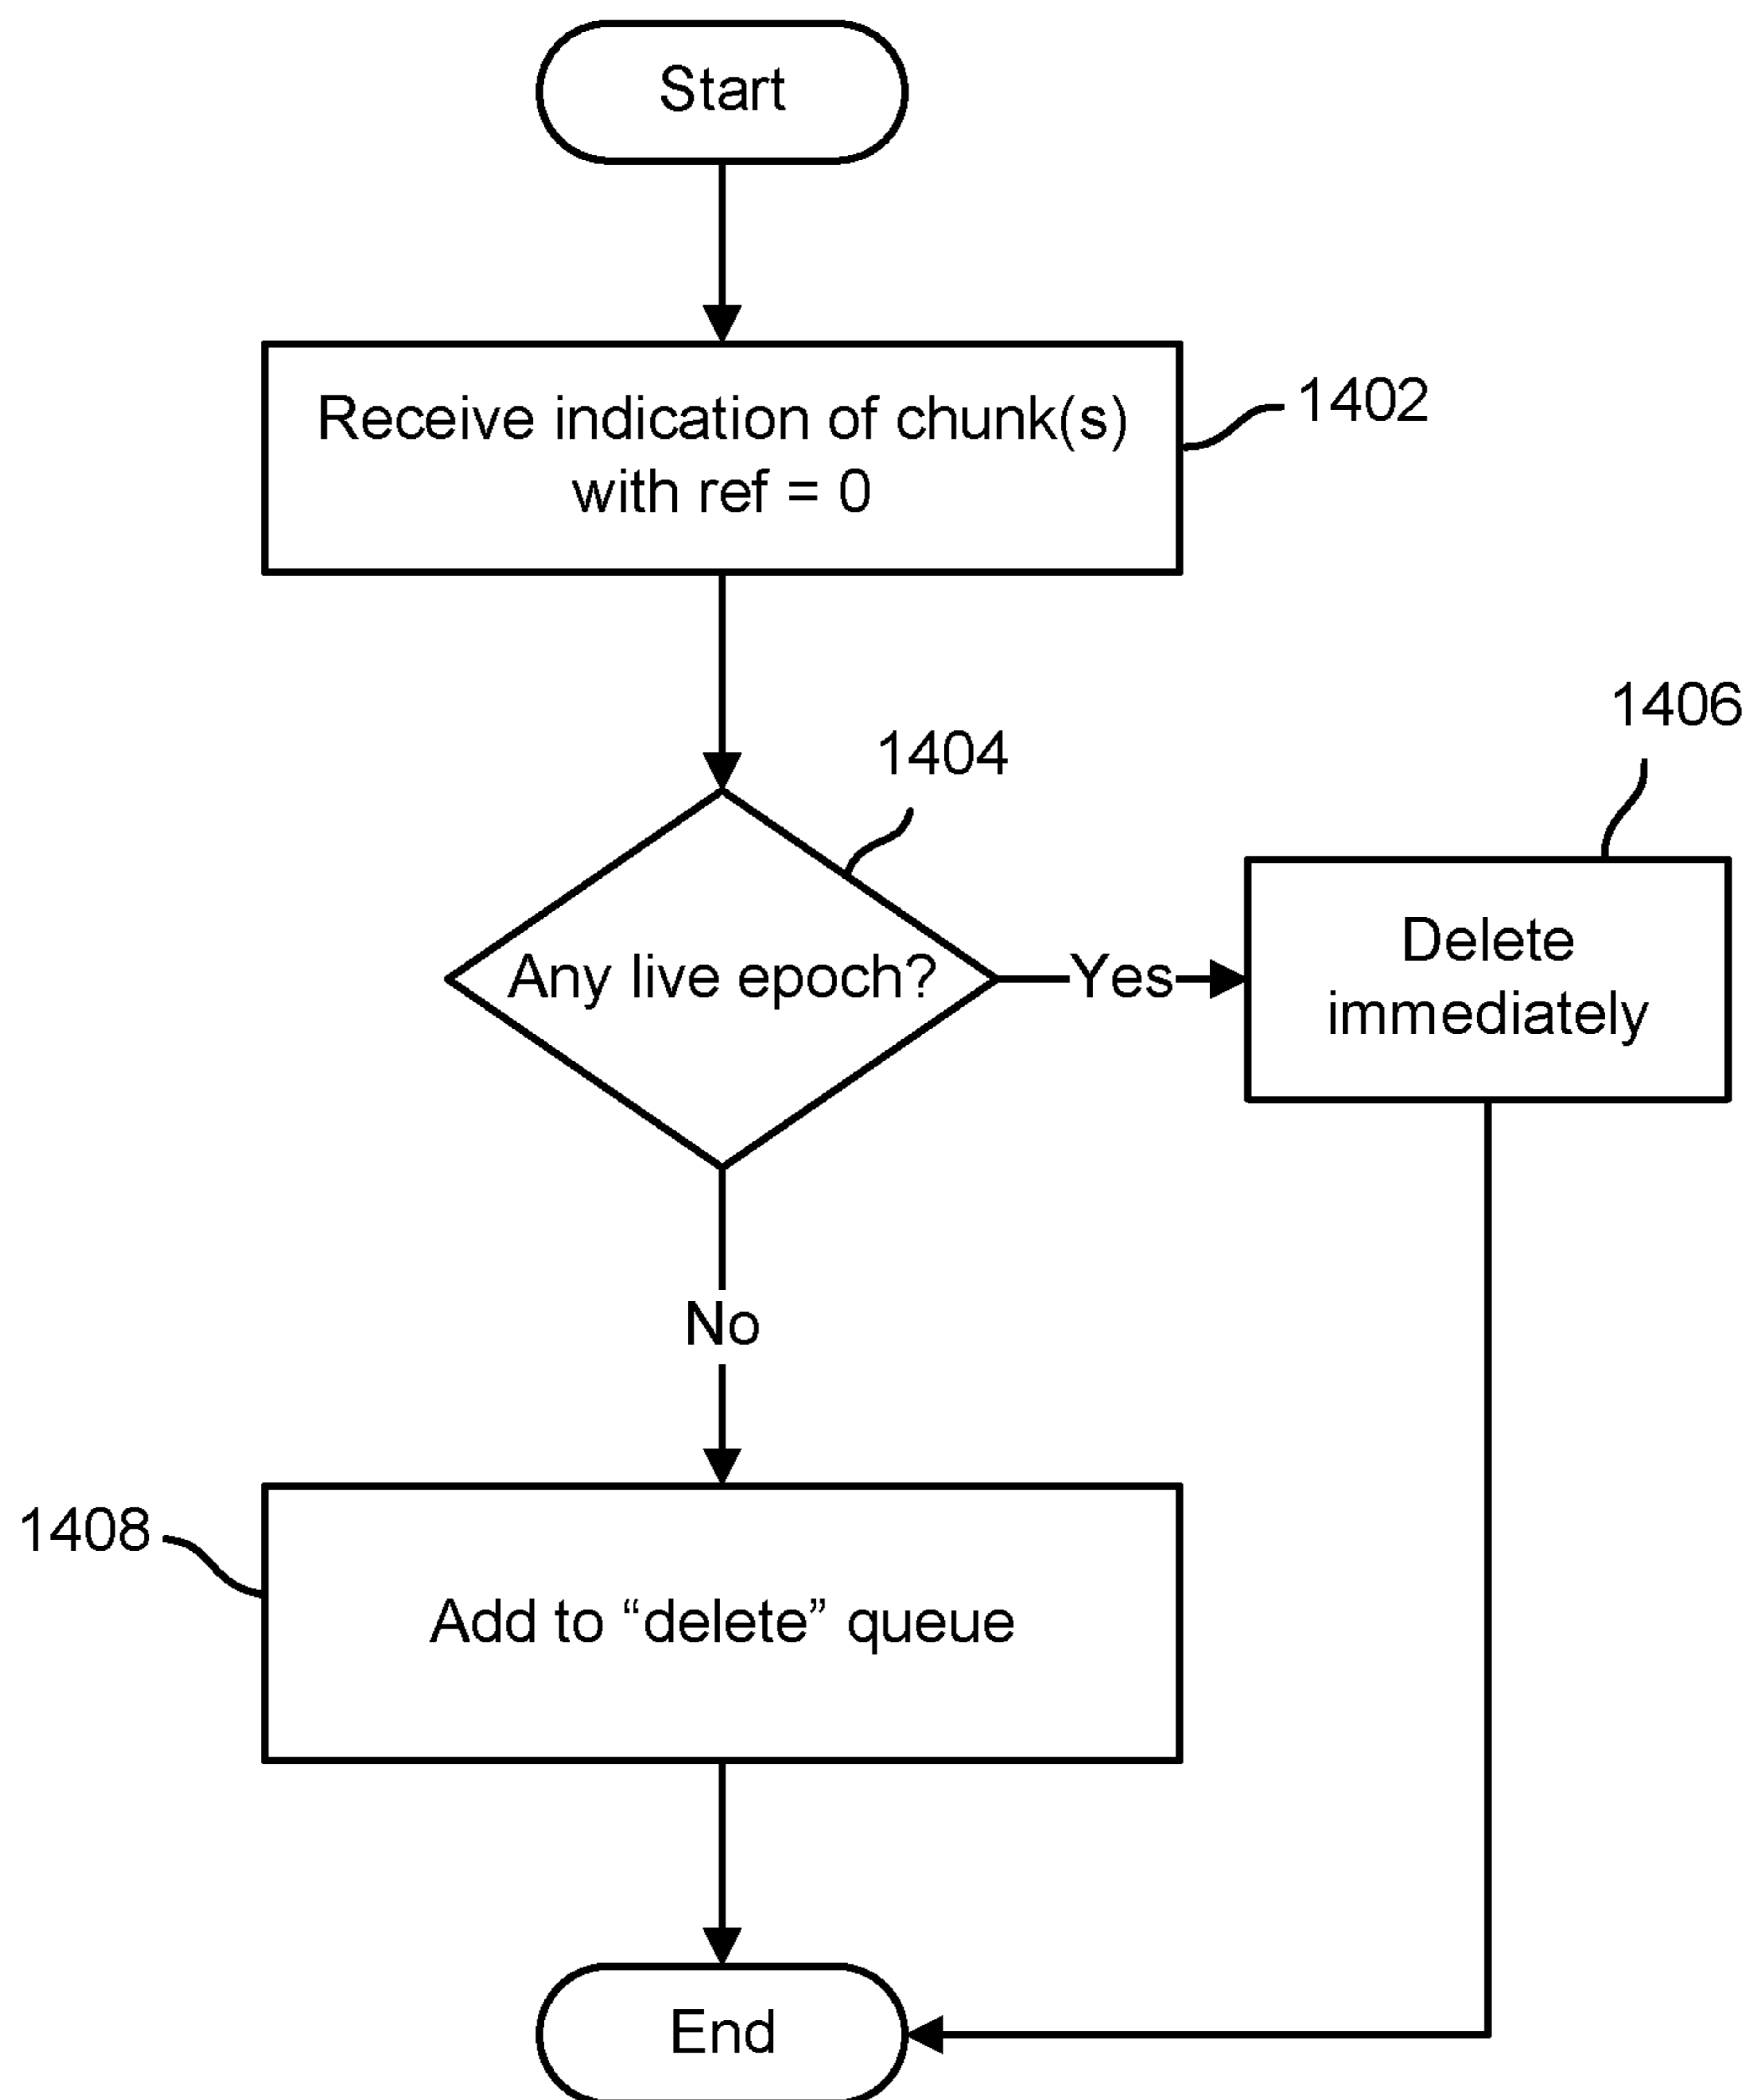 Start
Receive indication of chunk(s)
with ref = 0
1402
1404
1406
Any live epoch?
Yes
Delete
immediately
No
1408
Add to “delete” queue
End